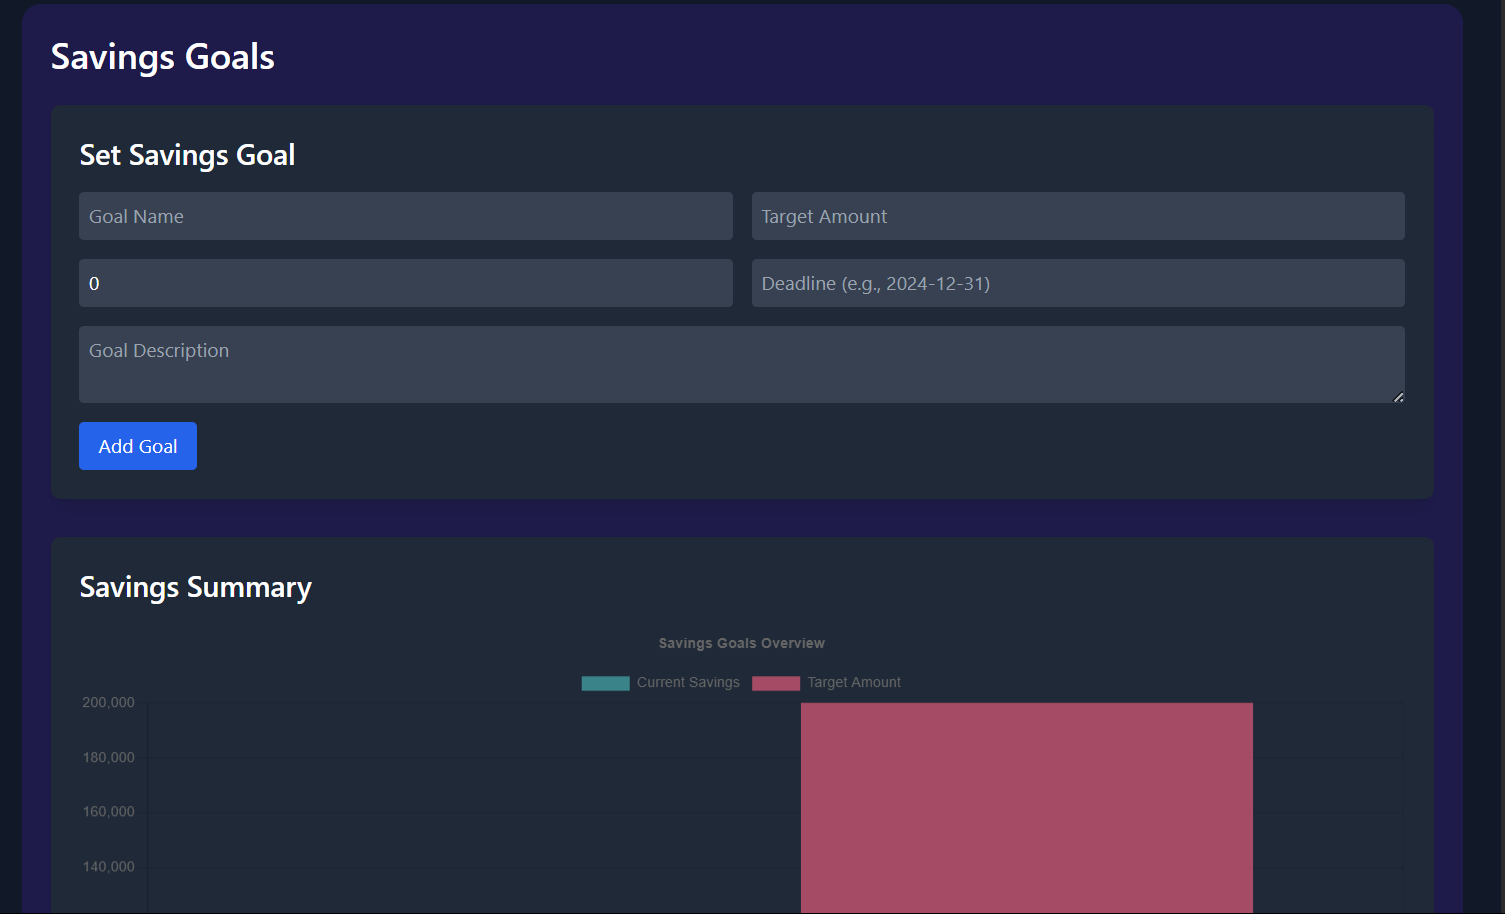 Savings Goals
Set Savings Goal
Goal Name
Target Amount
0
Deadline (e.g., 2024-12-31)
Goal Description
Add Goal
Savings Summary
Savings Goals Overview
Current Savings
Target Amount
200,000
180,000
160,000
140,000